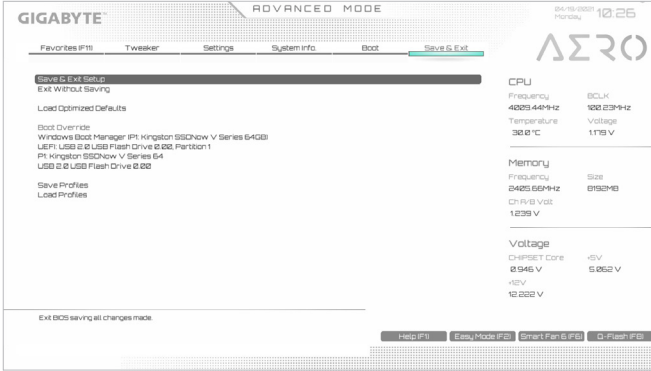 GIGABYTE™
ADVANCED MODE
04/19/2021
Monday
10:26
Favorites (F11)
Tweaker
Settings
System Info.
Boot
Save & Exit
AERO
Save & Exit Setup
Exit Without Saving
Load Optimized Defaults
Boot Override
Windows Boot Manager (P1: Kingston SSDNow V Series 64GB)
UEFI: USB 2.0 USB Flash Drive 0.00, Partition 1
P1: Kingston SSDNow V Series 64
USB 2.0 USB Flash Drive 0.00
Save Profiles
Load Profiles
CPU
Frequency BCLK
4009.44MHz 100.23MHz
Temperature Voltage
30.0 °C 1.179 V
Memory
Frequency Size
2405.66MHz 8192MB
Ch A/B Volt
1.239 V
Voltage
CHIPSET Core +5V
0.946 V 5.062 V
+12V
12.222 V
Exit BIOS saving all changes made.
Help (F1)
Easy Mode (F2)
Smart Fan 6 (F6)
Q-Flash (F8)